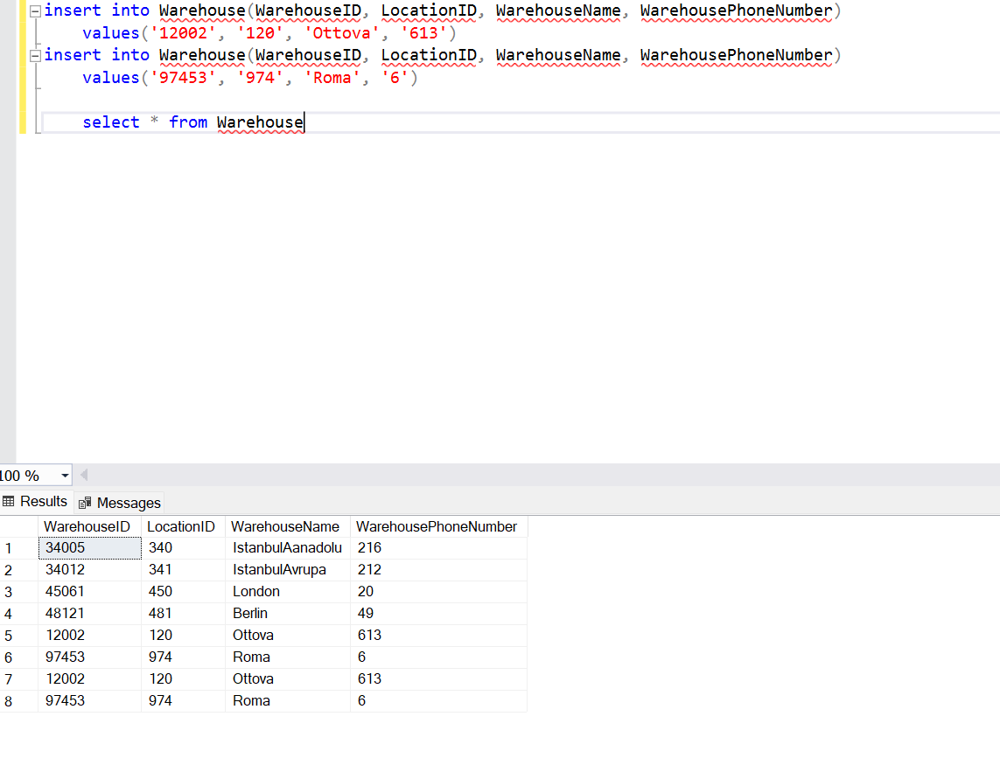 insert into Warehouse(WarehouseID, LocationID, WarehouseName, WarehousePhoneNumber)
values('12002', '120', 'Ottova', '613')
insert into Warehouse(WarehouseID, LocationID, WarehouseName, WarehousePhoneNumber)
values('97453', '974', 'Roma', '6')
select * from Warehouse
100 %
Results Messages
WarehouseID LocationID WarehouseName WarehousePhoneNumber
1 34005 340 IstanbulAanadolu 216
2 34012 341 IstanbulAvrupa 212
3 45061 450 London 20
4 48121 481 Berlin 49
5 12002 120 Ottova 613
6 97453 974 Roma 6
7 12002 120 Ottova 613
8 97453 974 Roma 6